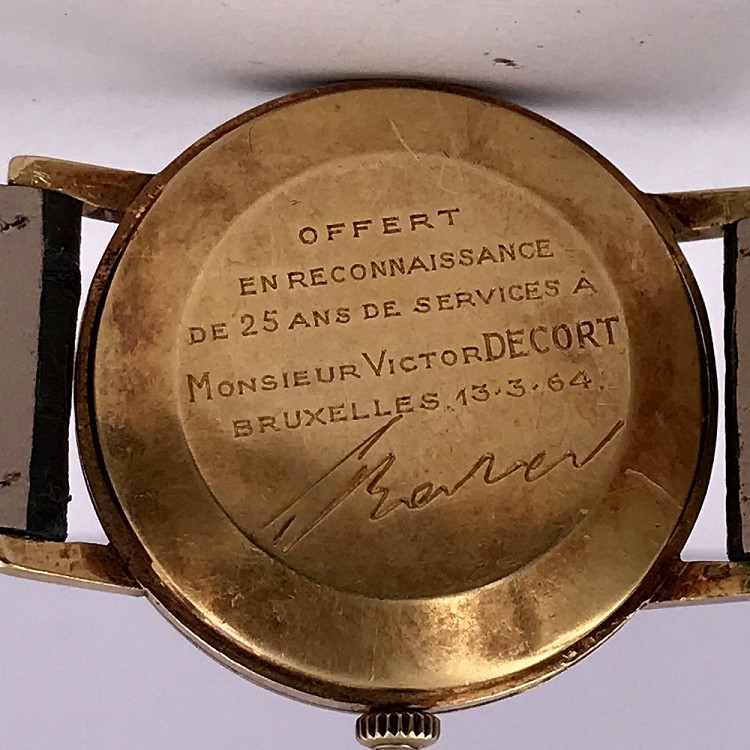 OFFERT
EN RECONNAISSANCE
DE 25 ANS DE SERVICES À
MONSIEUR VICTOR DECORT
BRUXELLES.13.3.64.